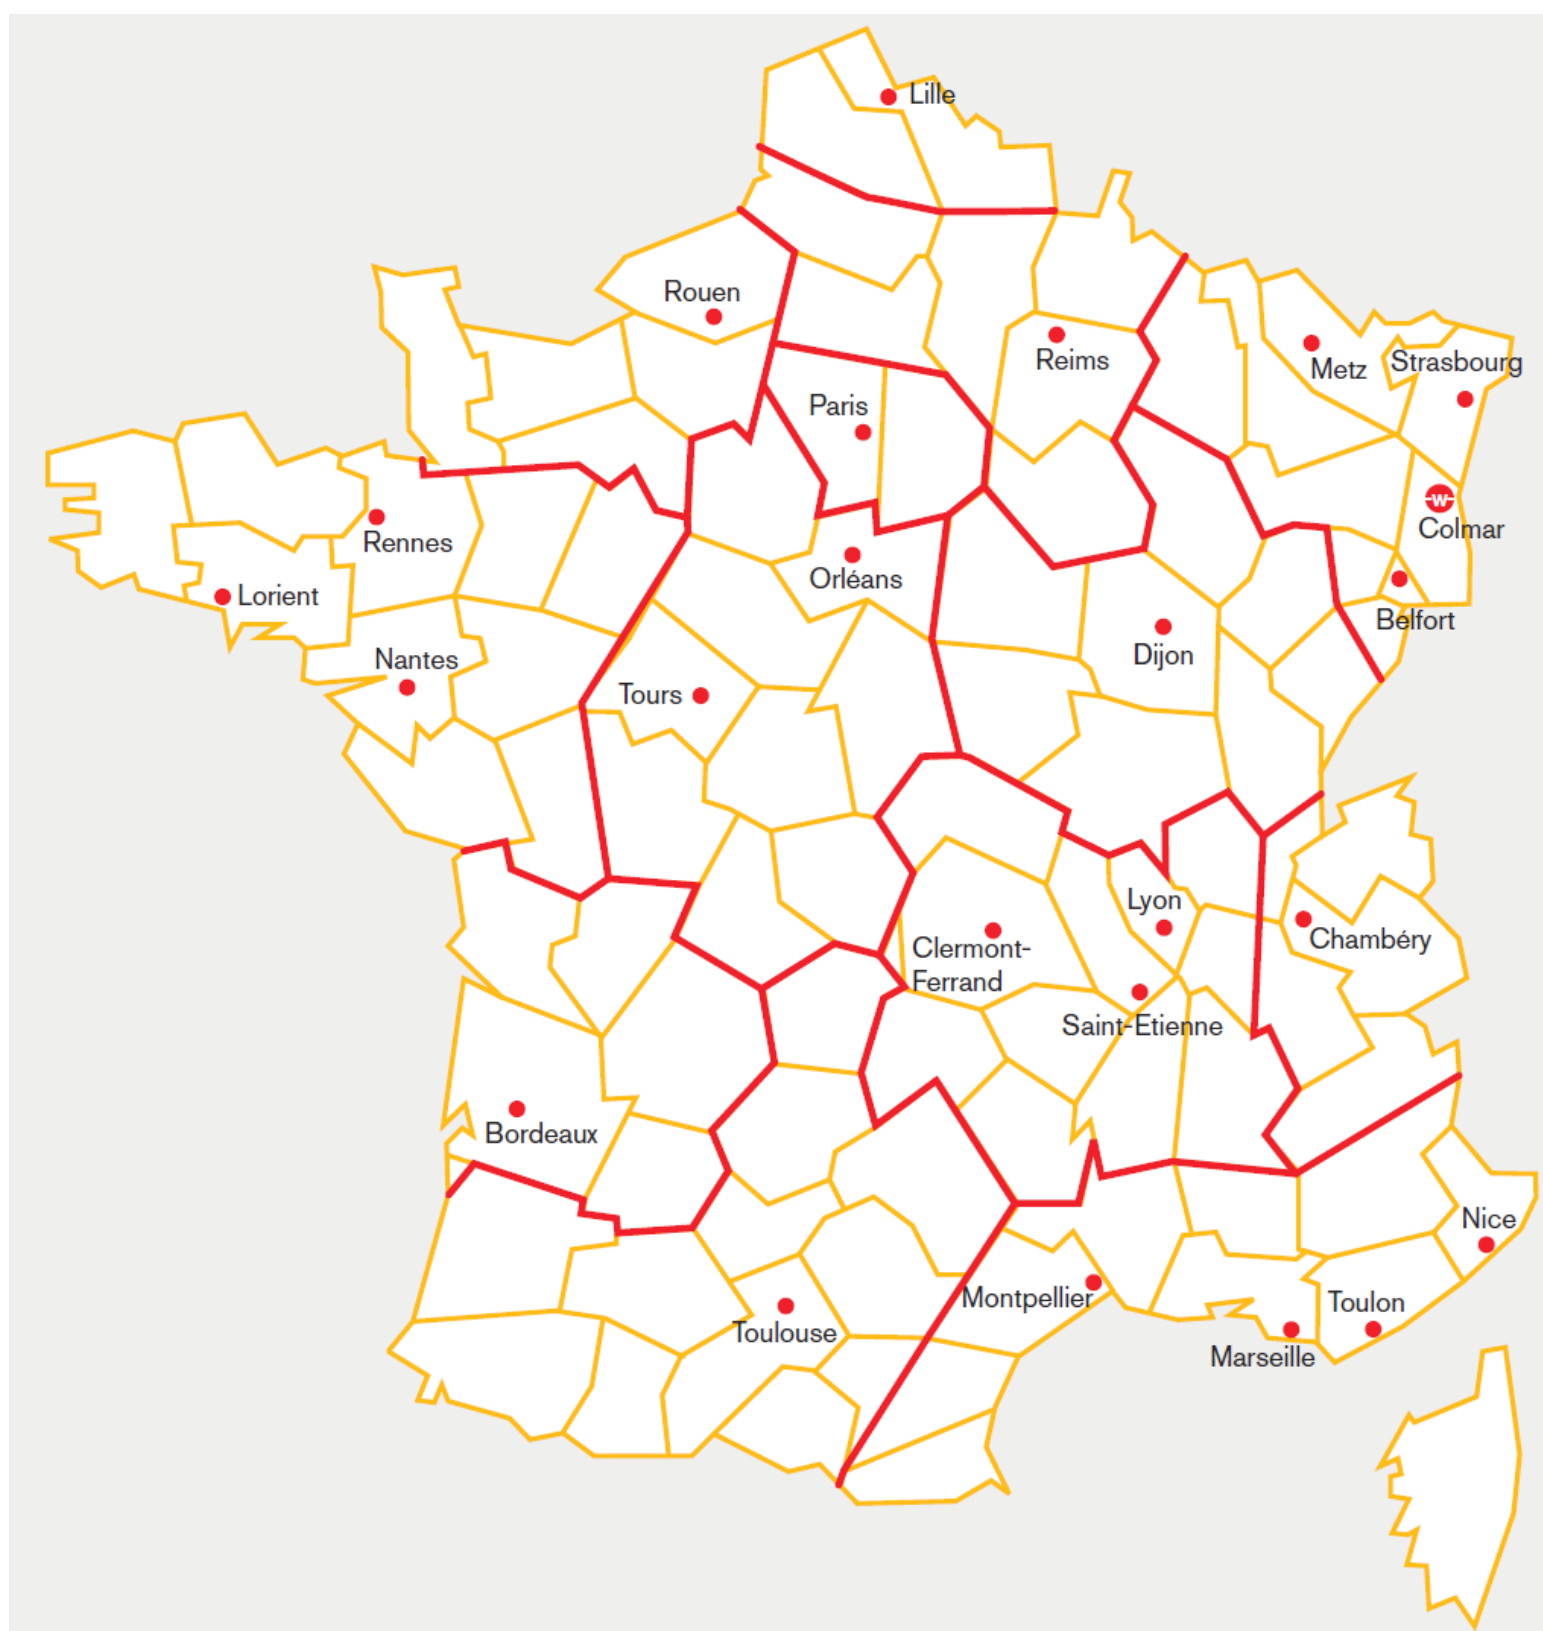 Lille
Rouen
Reims
Metz
Strasbourg
Paris
-w-
Colmar
Rennes
Orléans
Lorient
Belfort
Dijon
Nantes
Tours
Lyon
Clermont-
Ferrand
Chambéry
Saint-Etienne
Bordeaux
Nice
Montpellier
Toulon
Toulouse
Marseille